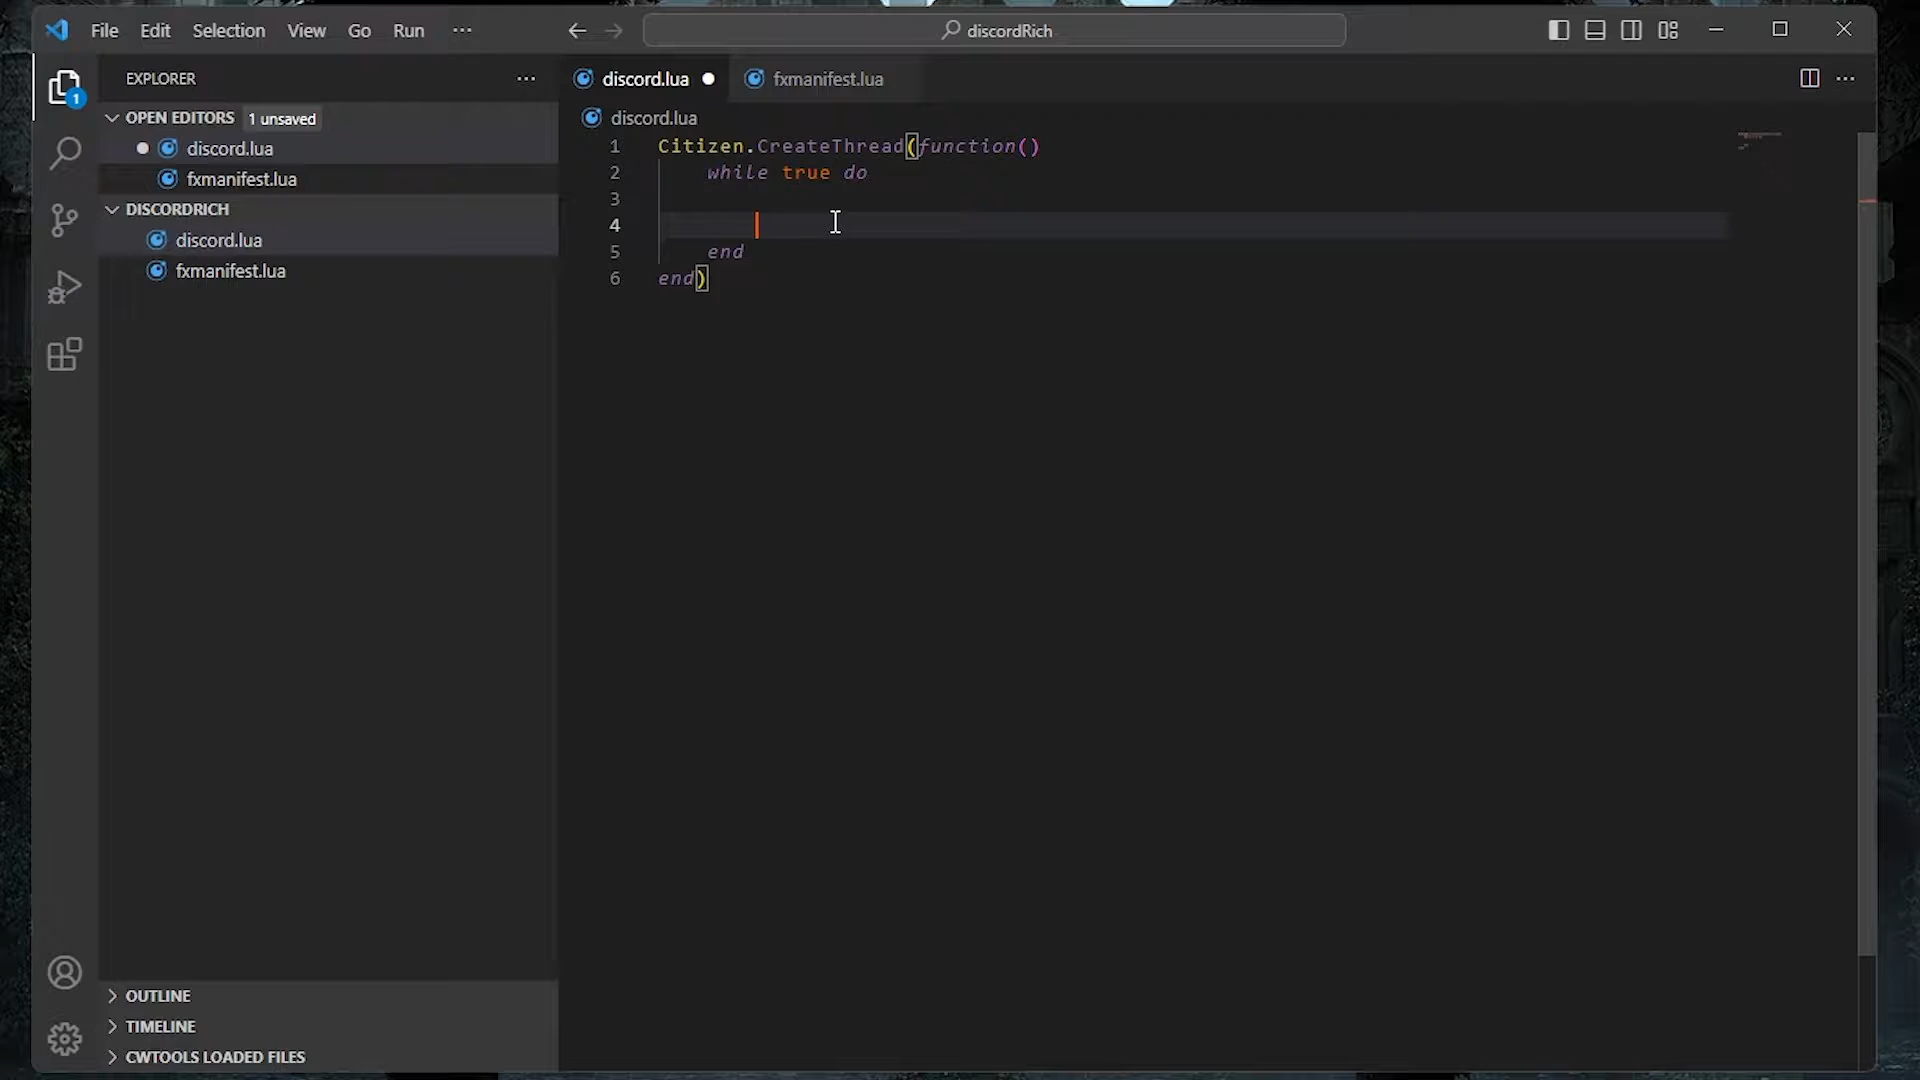 File Edit Selection View Go Run ···
discordRich
EXPLORER ···
discord.lua
fxmanifest.lua
OPEN EDITORS 1 unsaved
discord.lua
fxmanifest.lua
DISCORDRICH
discord.lua
fxmanifest.lua
1
discord.lua
1 Citizen.CreateThread(function()
2 while true do
3
4
5 end
6 end)
OUTLINE
TIMELINE
CWTOOLS LOADED FILES